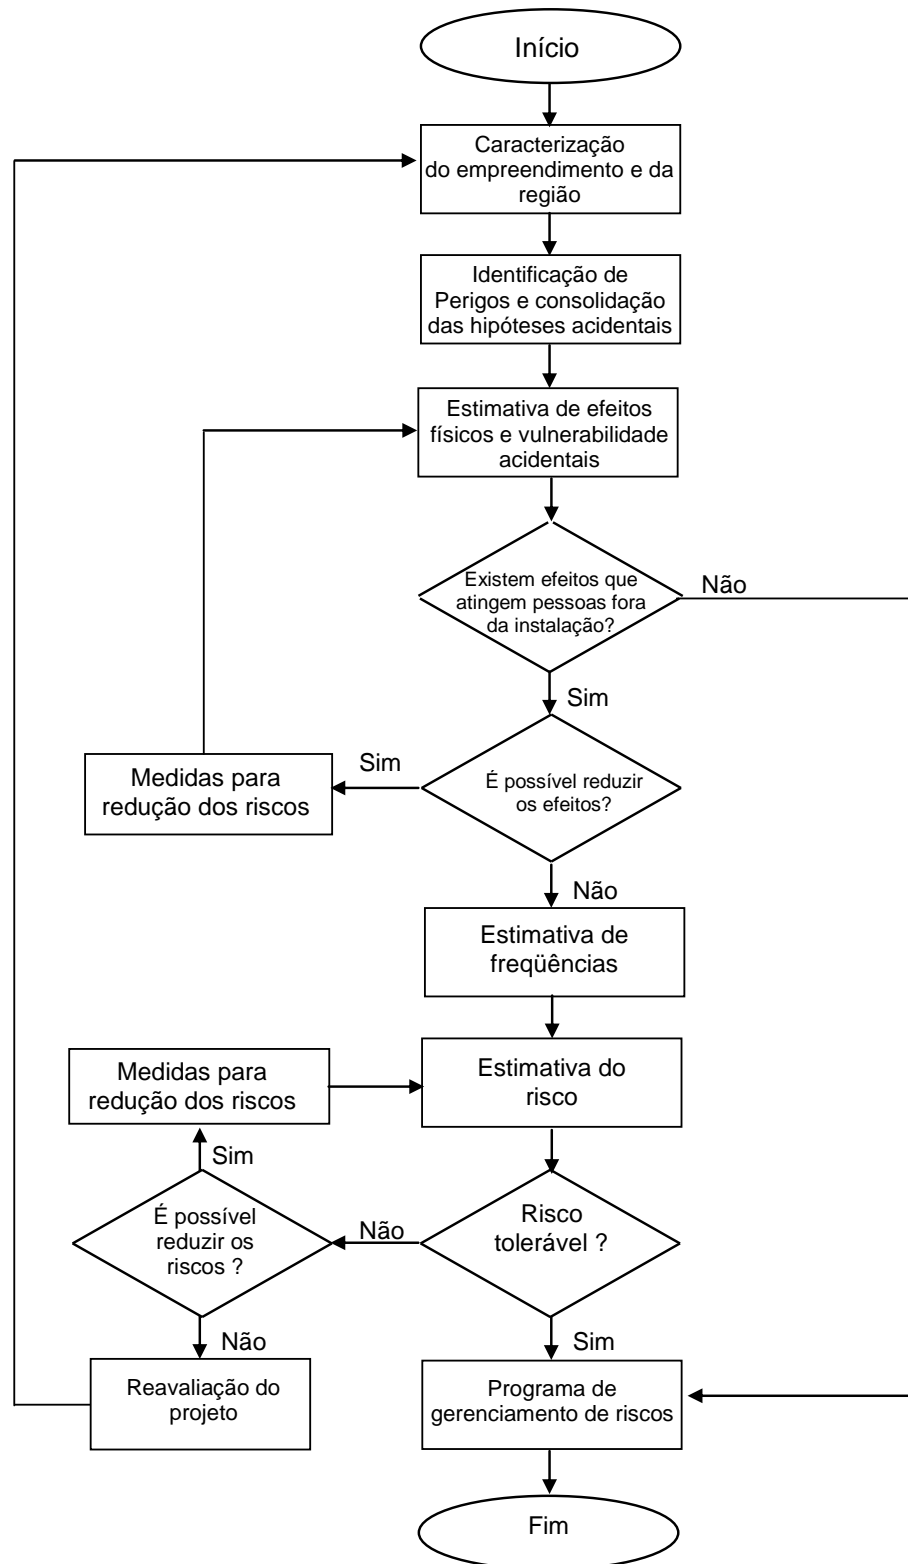 Início
Caracterização
do empreendimento e da
região
Identificação de
Perigos e consolidação
das hipóteses acidentais
Estimativa de efeitos
físicos e vulnerabilidade
acidentais
Existem efeitos que
atingem pessoas fora
da instalação?
Não
Sim
É possível reduzir
os efeitos?
Sim
Medidas para
redução dos riscos
Não
Estimativa de
freqüências
Estimativa do
risco
Medidas para
redução dos riscos
Sim
Risco
tolerável ?
Não
É possível
reduzir os
riscos ?
Não
Reavaliação do
projeto
Sim
Programa de
gerenciamento de riscos
Fim